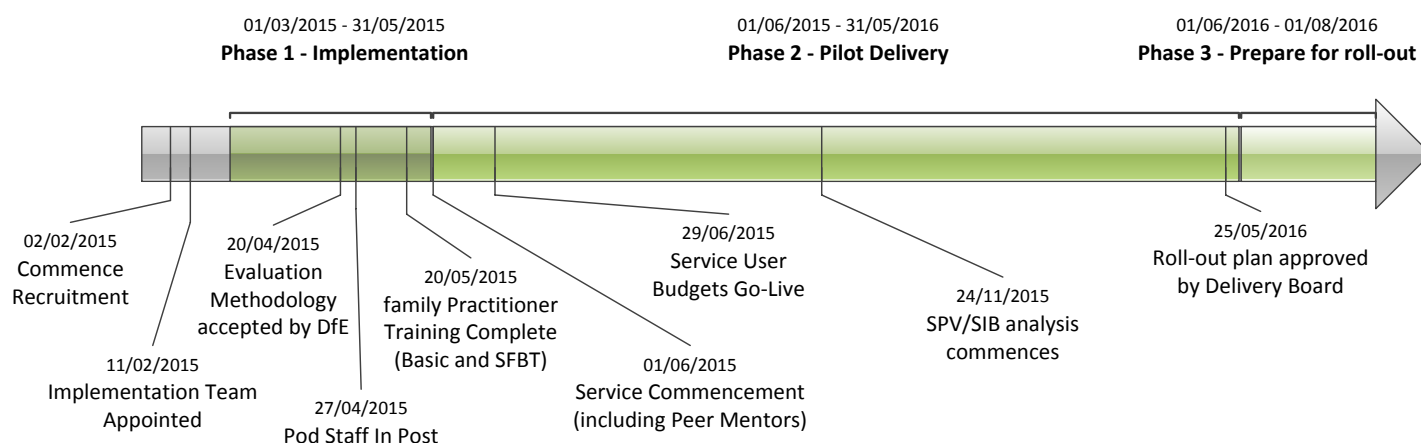 01/03/2015 - 31/05/2015
Phase 1 - Implementation
01/06/2015 - 31/05/2016
Phase 2 - Pilot Delivery
01/06/2016 - 01/08/2016
Phase 3 - Prepare for roll-out
02/02/2015
Commence
Recruitment
11/02/2015
Implementation Team
Appointed
20/04/2015
Evaluation
Methodology
accepted by DfE
27/04/2015
Pod Staff In Post
20/05/2015
family Practitioner
Training Complete
(Basic and SFBT)
01/06/2015
Service Commencement
(including Peer Mentors)
29/06/2015
Service User
Budgets Go-Live
24/11/2015
SPV/SIB analysis
commences
25/05/2016
Roll-out plan approved
by Delivery Board